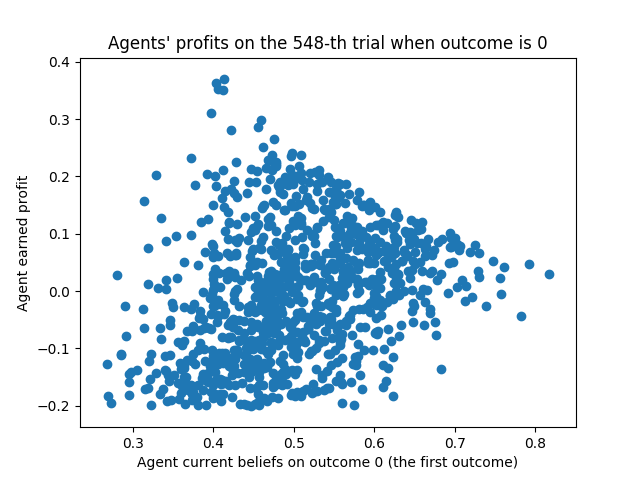 Agents' profits on the 548-th trial when outcome is 0
0.4
0.3
0.2
0.1
0.0
−0.1
−0.2
Agent earned profit
0.3 0.4 0.5 0.6 0.7 0.8
Agent current beliefs on outcome 0 (the first outcome)